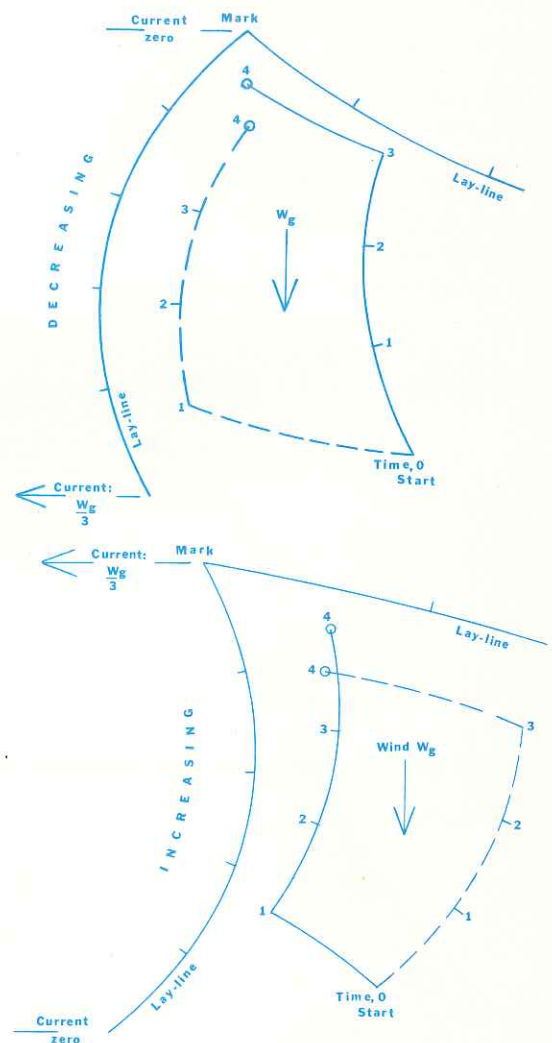 Current Mark
zero
4
4
3
3
DECREASING
Lay-line
Wg
2
2
1
1
Lay-line
Time, 0
Start
Current:
Wg
3
Current: Mark
Wg
3
4
Lay-line
4
3
3
INCREASING
Wind Wg
2
2
1
1
Lay-line
Time, 0
Start
Current
zero